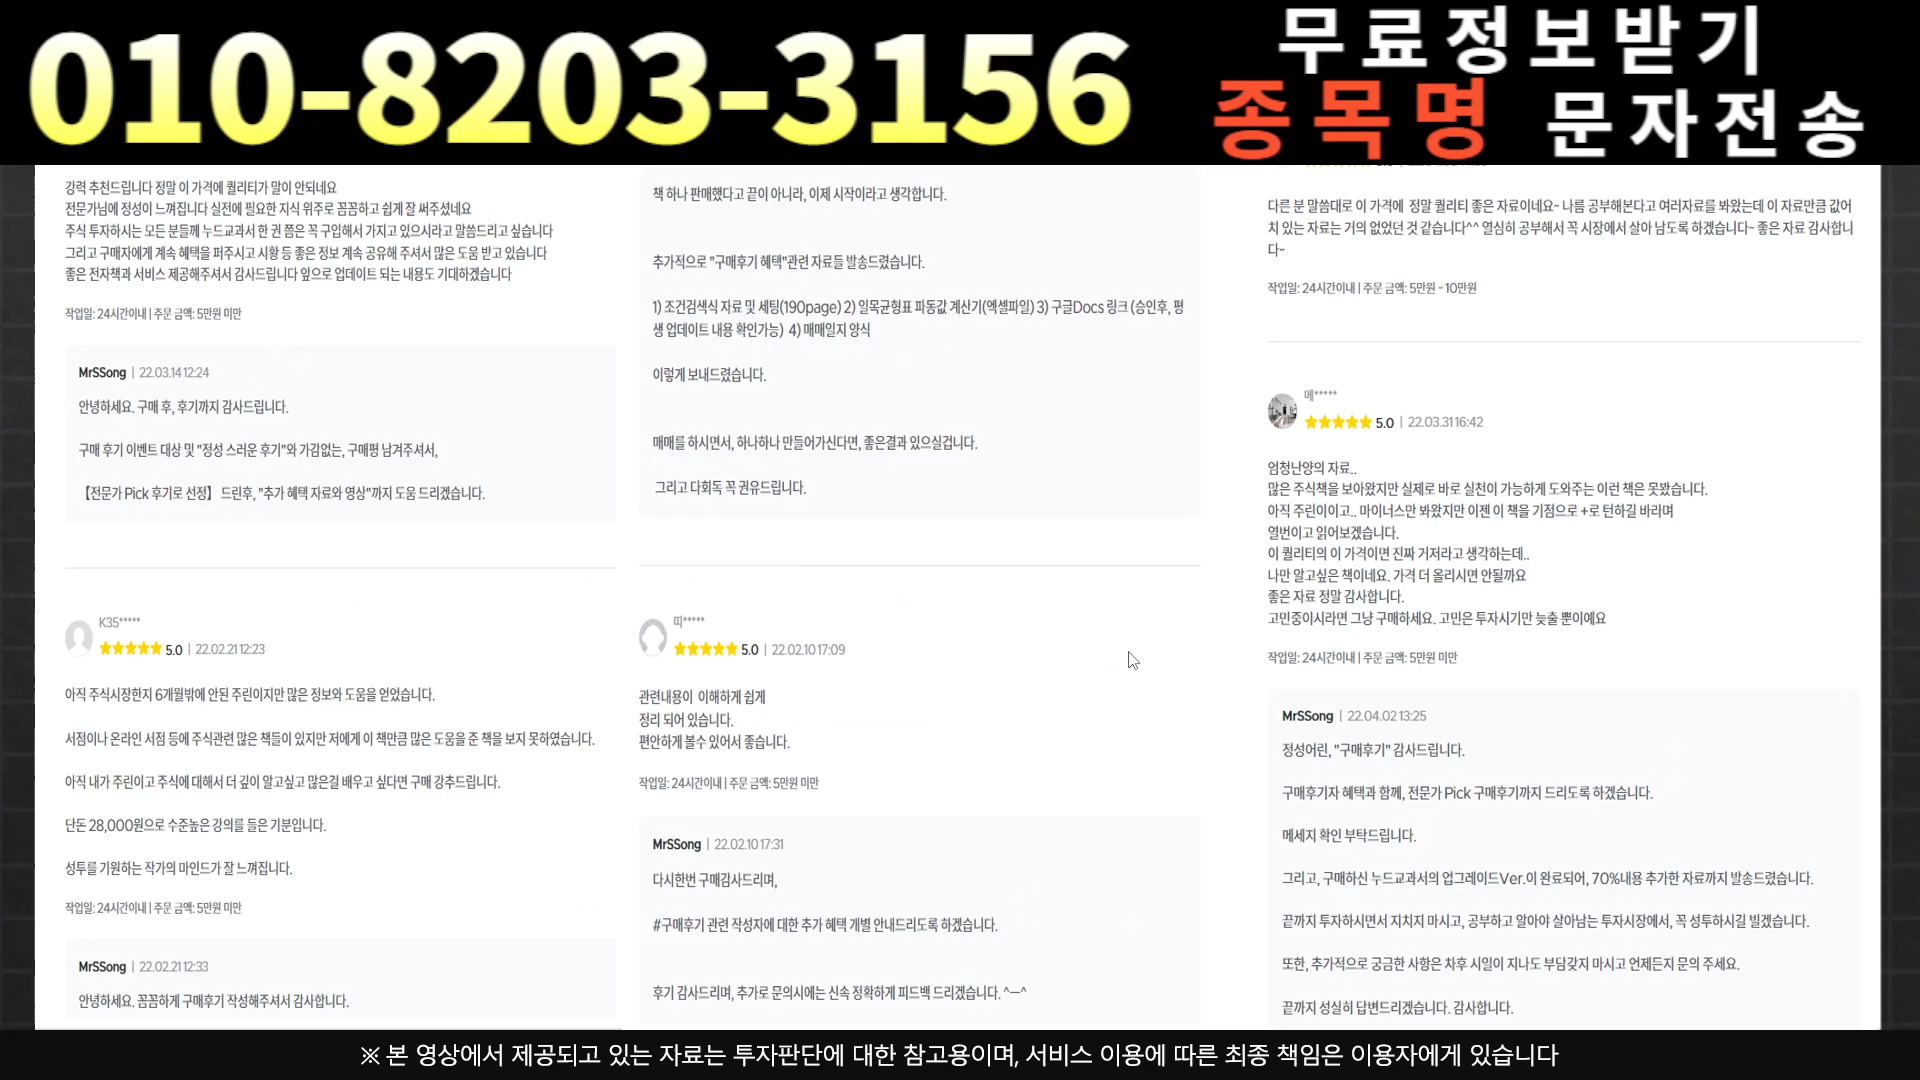 010-8203-3156
무료정보받기
종목명 문자전송
강력 추천드립니다 정말 이 가격에 퀄리티가 말이 안되네요
전문가님에 정성이 느껴집니다 실전에 필요한 지식 위주로 꼼꼼하고 쉽게 잘 써주셨네요
주식 투자하시는 모든 분들께 누드교과서 한 권 쯤은 꼭 구입해서 가지고 있으시라고 말씀드리고 싶습니다
그리고 구매자에게 계속 혜택을 퍼주시고 시황 등 좋은 정보 계속 공유해 주셔서 많은 도움 받고 있습니다
좋은 전자책과 서비스 제공해주셔서 감사드립니다 앞으로 업데이트 되는 내용도 기대하겠습니다
작업일: 24시간이내 | 주문 금액: 5만원 미만
MrSSong | 22.03.14 12:24
안녕하세요. 구매 후, 후기까지 감사드립니다.
구매 후기 이벤트 대상 및 "정성 스러운 후기"와 가감없는, 구매평 남겨주셔서,
【전문가 Pick 후기로 선정】 드린후, "추가 혜택 자료와 영상"까지 도움 드리겠습니다.
K35*****
5.0 | 22.02.21 12:23
아직 주식시장한지 6개월밖에 안된 주린이지만 많은 정보와 도움을 얻었습니다.
서점이나 온라인 서점 등에 주식관련 많은 책들이 있지만 저에게 이 책만큼 많은 도움을 준 책을 보지 못하였습니다.
아직 내가 주린이고 주식에 대해서 더 깊이 알고싶고 많은걸 배우고 싶다면 구매 강추드립니다.
단돈 28,000원으로 수준높은 강의를 들은 기분입니다.
성투를 기원하는 작가의 마인드가 잘 느껴집니다.
작업일: 24시간이내 | 주문 금액: 5만원 미만
MrSSong | 22.02.21 12:33
안녕하세요. 꼼꼼하게 구매후기 작성해주셔서 감사합니다.
책 하나 판매했다고 끝이 아니라, 이제 시작이라고 생각합니다.
추가적으로 "구매후기 혜택"관련 자료들 발송드렸습니다.
1) 조건검색식 자료 및 세팅(190page) 2) 일목균형표 파동값 계산기(엑셀파일) 3) 구글Docs 링크 (승인후, 평
생 업데이트 내용 확인가능) 4) 매매일지 양식
이렇게 보내드렸습니다.
매매를 하시면서, 하나하나 만들어가신다면, 좋은결과 있으실겁니다.
그리고 다회독 꼭 권유드립니다.
띠*****
5.0 | 22.02.10 17:09
관련내용이 이해하게 쉽게
정리 되어 있습니다.
편안하게 볼수 있어서 좋습니다.
작업일: 24시간이내 | 주문 금액: 5만원 미만
MrSSong | 22.02.10 17:31
다시한번 구매감사드리며,
#구매후기 관련 작성자에 대한 추가 혜택 개별 안내드리도록 하겠습니다.
후기 감사드리며, 추가로 문의시에는 신속 정확하게 피드백 드리겠습니다. ^ㅡ^
다른 분 말씀대로 이 가격에 정말 퀄리티 좋은 자료이네요~ 나름 공부해본다고 여러자료를 봐왔는데 이 자료만큼 값어
치 있는 자료는 거의 없었던 것 같습니다^^ 열심히 공부해서 꼭 시장에서 살아 남도록 하겠습니다~ 좋은 자료 감사합니
다~
작업일: 24시간이내 | 주문 금액: 5만원 - 10만원
메*****
5.0 | 22.03.31 16:42
엄청난양의 자료..
많은 주식책을 보아왔지만 실제로 바로 실천이 가능하게 도와주는 이런 책은 못봤습니다.
아직 주린이이고.. 마이너스만 봐왔지만 이젠 이 책을 기점으로 +로 턴하길 바라며
열번이고 읽어보겠습니다.
이 퀄리티의 이 가격이면 진짜 거저라고 생각하는데..
나만 알고싶은 책이네요. 가격 더 올리시면 안될까요
좋은 자료 정말 감사합니다.
고민중이시라면 그냥 구매하세요. 고민은 투자시기만 늦출 뿐이예요
작업일: 24시간이내 | 주문 금액: 5만원 미만
MrSSong | 22.04.02 13:25
정성어린, "구매후기" 감사드립니다.
구매후기자 혜택과 함께, 전문가 Pick 구매후기까지 드리도록 하겠습니다.
메세지 확인 부탁드립니다.
그리고, 구매하신 누드교과서의 업그레이드Ver.이 완료되어, 70%내용 추가한 자료까지 발송드렸습니다.
끝까지 투자하시면서 지치지 마시고, 공부하고 알아야 살아남는 투자시장에서, 꼭 성투하시길 빌겠습니다.
또한, 추가적으로 궁금한 사항은 차후 시일이 지나도 부담갖지 마시고 언제든지 문의 주세요.
끝까지 성실히 답변드리겠습니다. 감사합니다.
※ 본 영상에서 제공되고 있는 자료는 투자판단에 대한 참고용이며, 서비스 이용에 따른 최종 책임은 이용자에게 있습니다